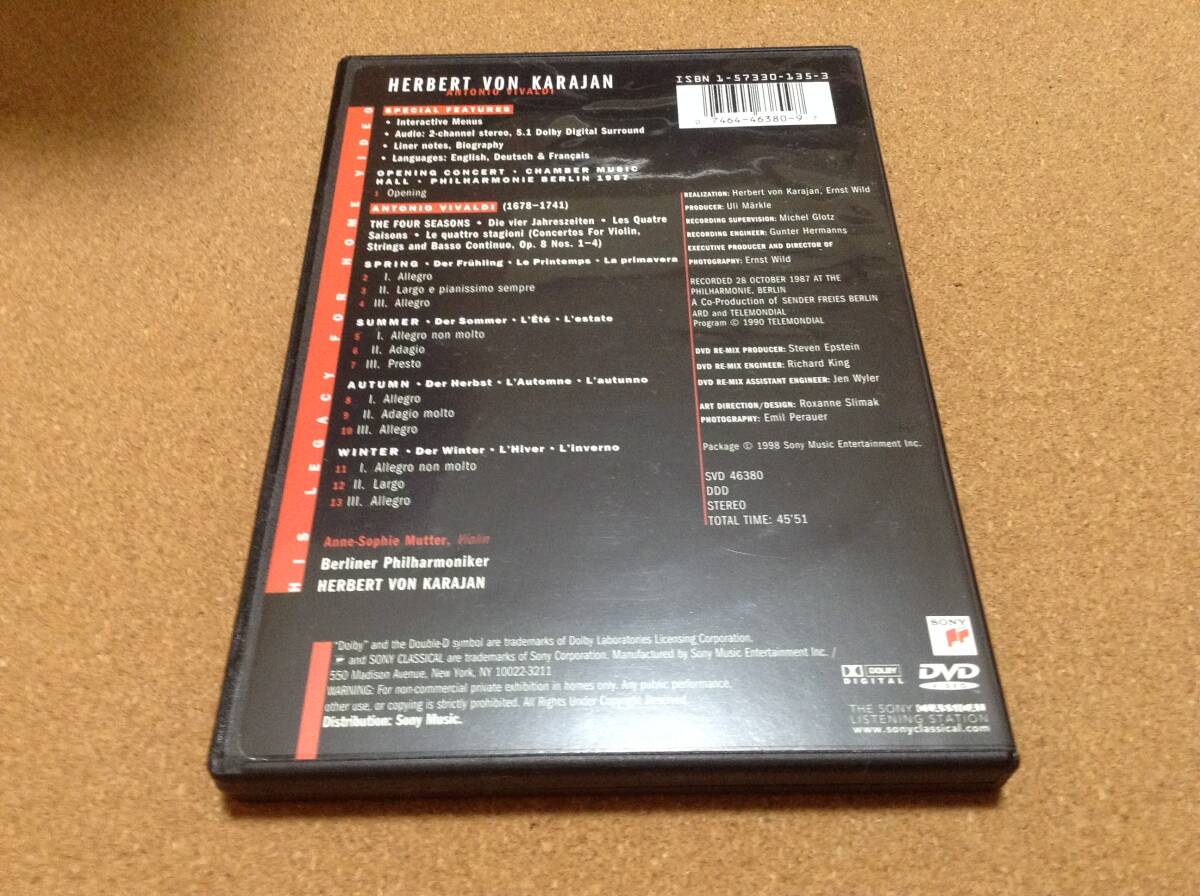 HERBERT VON KARAJAN
ANTONIO VIVALDI
ISBN 1-57330-135-3
0 7464-46380-9 7
SPECIAL FEATURES
• Interactive Menus
• Audio: 2-channel stereo, 5.1 Dolby Digital Surround
• Liner notes, Biography
• Languages: English, Deutsch & Français
OPENING CONCERT • CHAMBER MUSIC
HALL • PHILHARMONIE BERLIN 1987
1 Opening
ANTONIO VIVALDI (1678–1741)
THE FOUR SEASONS • Die vier Jahreszeiten • Les Quatre
Saisons • Le quattro stagioni (Concertos For Violin,
Strings and Basso Continuo, Op. 8 Nos. 1–4)
SPRING • Der Frühling • Le Printemps • La primavera
2 I. Allegro
3 II. Largo e pianissimo sempre
4 III. Allegro
SUMMER • Der Sommer • L'Été • L'estate
5 I. Allegro non molto
6 II. Adagio
7 III. Presto
AUTUMN • Der Herbst • L'Automne • L'autunno
8 I. Allegro
9 II. Adagio molto
10 III. Allegro
WINTER • Der Winter • L'Hiver • L'inverno
11 I. Allegro non molto
12 II. Largo
13 III. Allegro
Anne-Sophie Mutter, Violin
Berliner Philharmoniker
HERBERT VON KARAJAN
HIS LEGACY FOR HOME VIDEO
REALIZATION: Herbert von Karajan, Ernst Wild
PRODUCER: Uli Märkle
RECORDING SUPERVISION: Michel Glotz
RECORDING ENGINEER: Gunter Hermanns
EXECUTIVE PRODUCER AND DIRECTOR OF
PHOTOGRAPHY: Ernst Wild
RECORDED 28 OCTOBER 1987 AT THE
PHILHARMONIE, BERLIN
A Co-Production of SENDER FREIES BERLIN
ARD and TELEMONDIAL
Program © 1990 TELEMONDIAL
DVD RE-MIX PRODUCER: Steven Epstein
DVD RE-MIX ENGINEER: Richard King
DVD RE-MIX ASSISTANT ENGINEER: Jen Wyler
ART DIRECTION/DESIGN: Roxanne Slimak
PHOTOGRAPHY: Emil Perauer
Package © 1998 Sony Music Entertainment Inc.
SVD 46380
DDD
STEREO
TOTAL TIME: 45'51
"Dolby" and the Double-D symbol are trademarks of Dolby Laboratories Licensing Corporation.
and SONY CLASSICAL are trademarks of Sony Corporation. Manufactured by Sony Music Entertainment Inc. /
550 Madison Avenue, New York, NY 10022-3211
WARNING: For non-commercial private exhibition in homes only. Any public performance,
other use, or copying is strictly prohibited. All Rights Under Copyright Reserved.
Distribution: Sony Music.
SONY
DOLBY
DIGITAL
DVD
VIDEO
THE SONY CLASSICAL
LISTENING STATION
www.sonyclassical.com